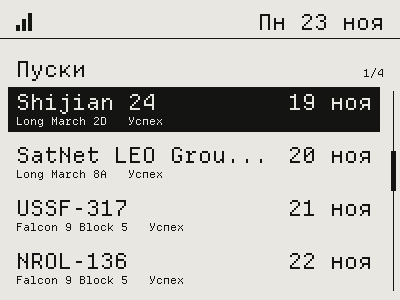 Пн 23 ноя
Пуски
1/4
Shijian 24 19 ноя
Long March 2D Успех
SatNet LEO Grou... 20 ноя
Long March 8A Успех
USSF-317 21 ноя
Falcon 9 Block 5 Успех
NROL-136 22 ноя
Falcon 9 Block 5 Успех